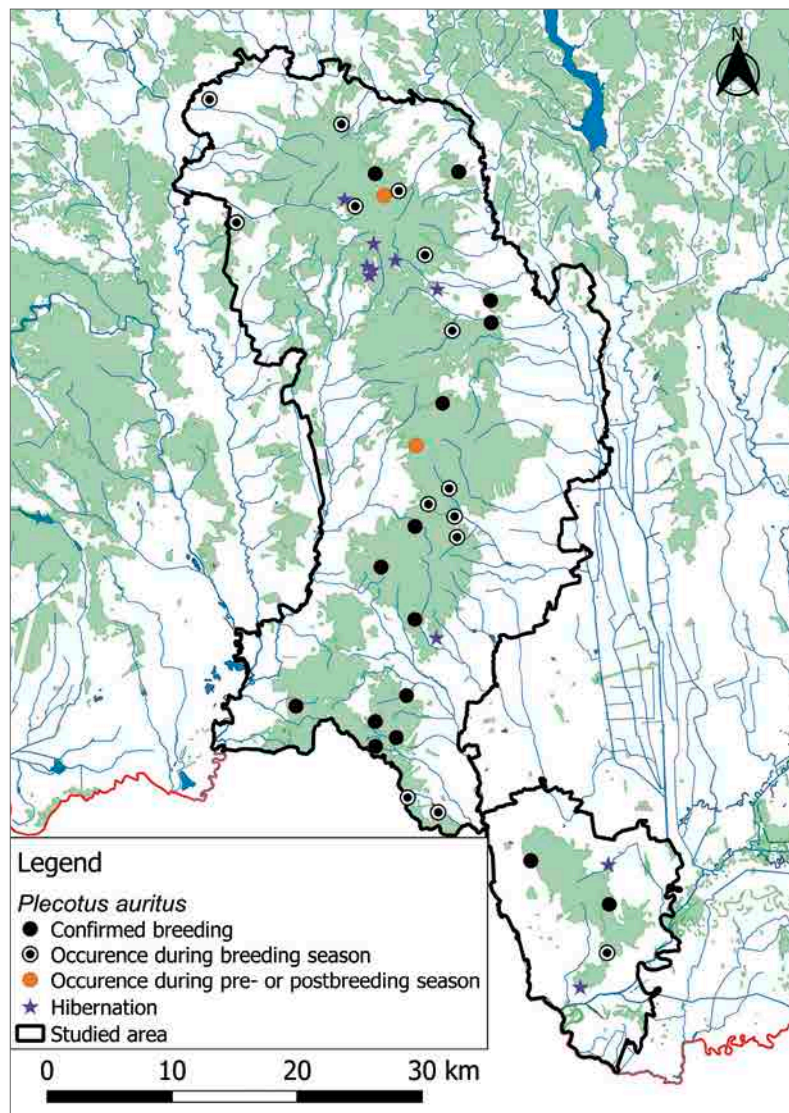 N
Legend
Plecotus auritus
Confirmed breeding
Occurrence during breeding season
Occurence during pre- or postbreeding season
Hibernation
Studied area
0 10 20 30 km